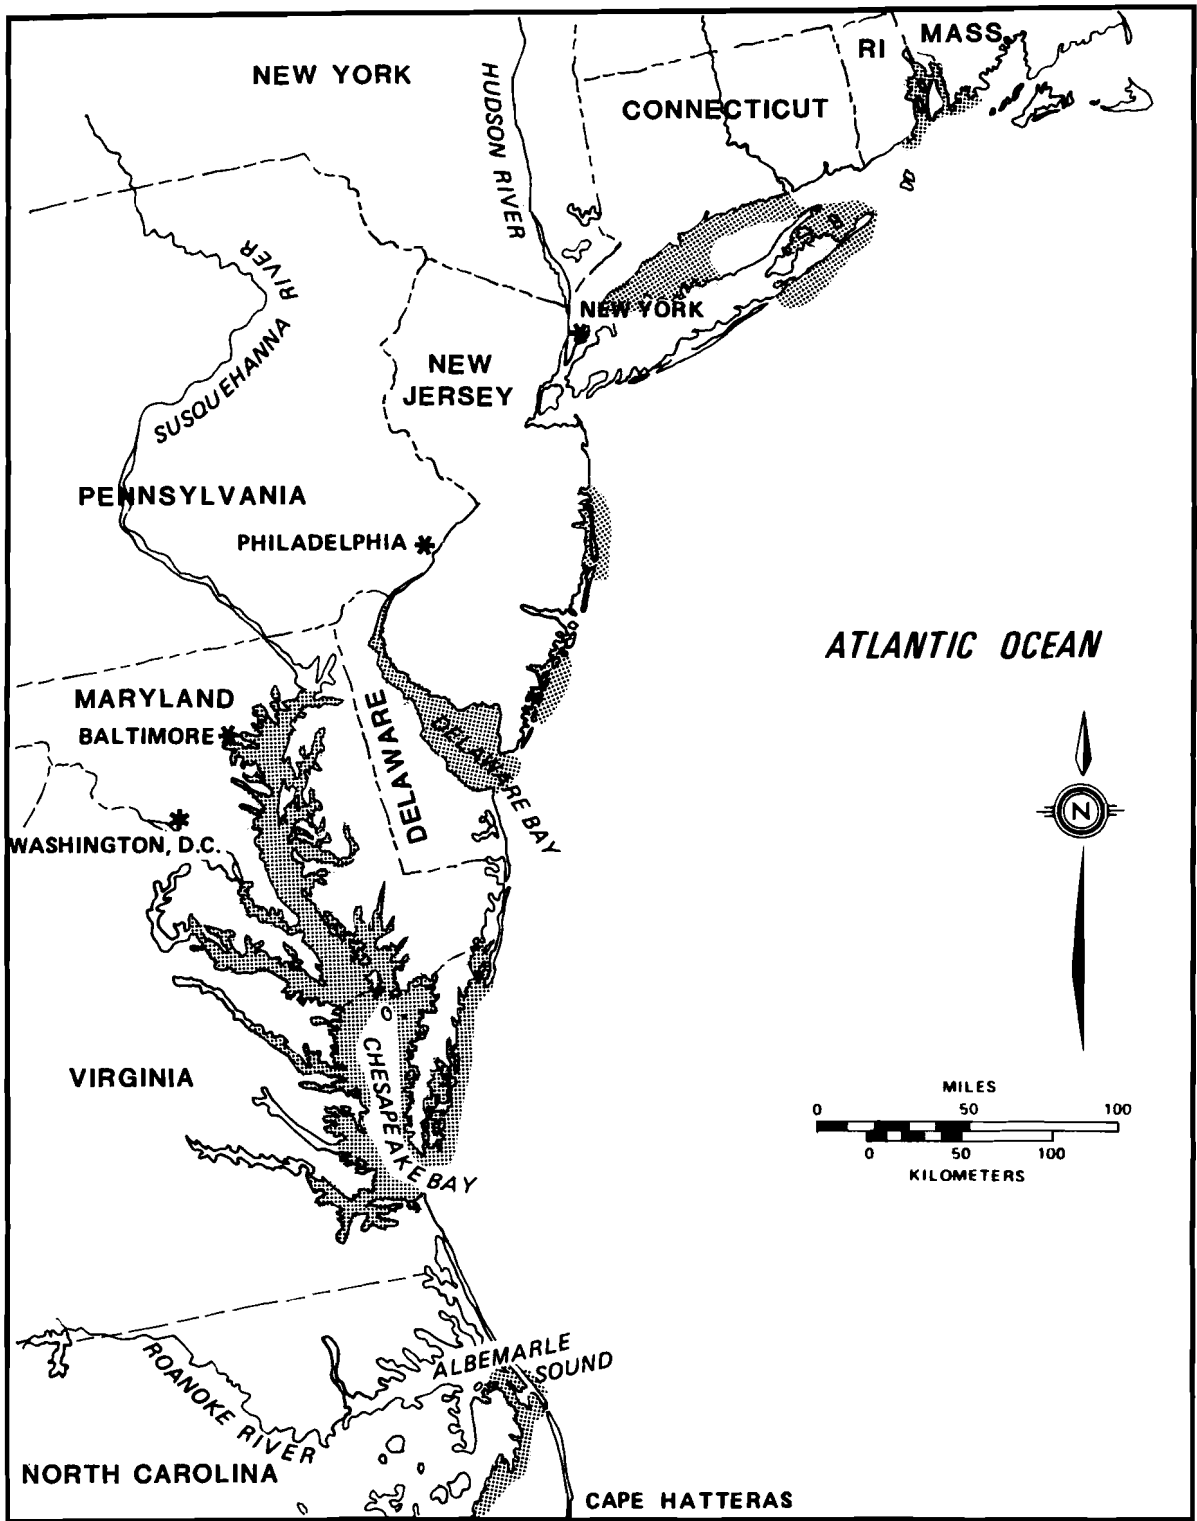 MASS.
RI
NEW YORK
HUDSON RIVER
CONNECTICUT
SUSQUEHANNA RIVER
NEW YORK
NEW
JERSEY
PENNSYLVANIA
PHILADELPHIA
ATLANTIC OCEAN
MARYLAND
BALTIMORE
DELAWARE
DELAWARE BAY
N
WASHINGTON, D.C.
VIRGINIA
CHESAPEAKE BAY
MILES
0 50 100
0 50 100
KILOMETERS
ALBEMARLE
SOUND
ROANOKE RIVER
NORTH CAROLINA
CAPE HATTERAS